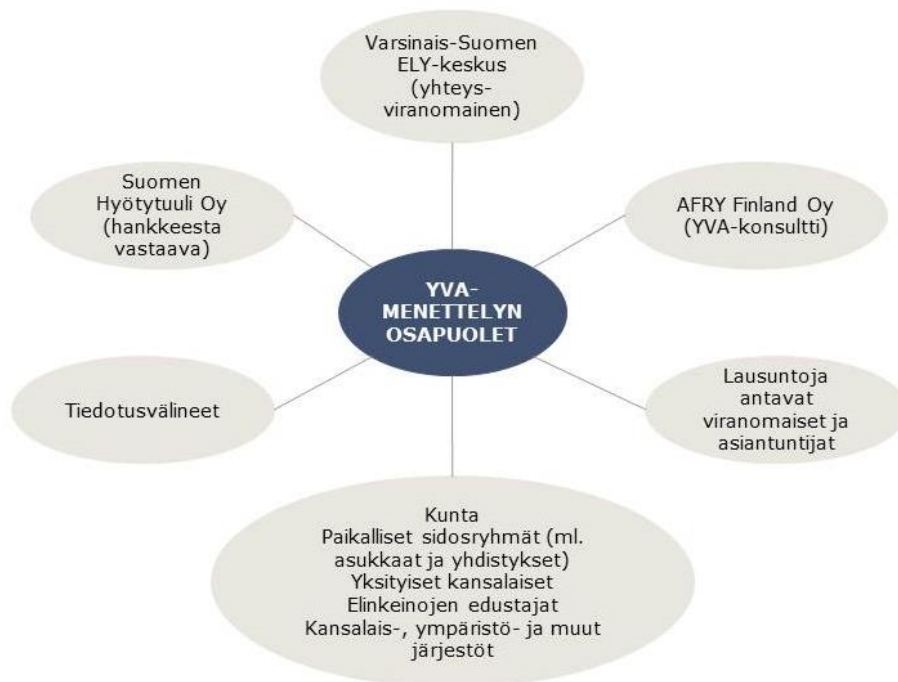 Varsinais-Suomen
ELY-keskus
(yhteys-
viranomainen)
Suomen
Hyötytuuli Oy
(hankkeesta
vastaava)
AFRY Finland Oy
(YVA-konsultti)
YVA-
MENETTELYN
OSAPUOLET
Tiedotusvälineet
Lausuntoja
antavat
viranomaiset ja
asiantuntijat
Kunta
Paikalliset sidosryhmät (ml.
asukkaat ja yhdistykset)
Yksityiset kansalaiset
Elinkeinojen edustajat
Kansalais-, ympäristö- ja muut
järjestöt